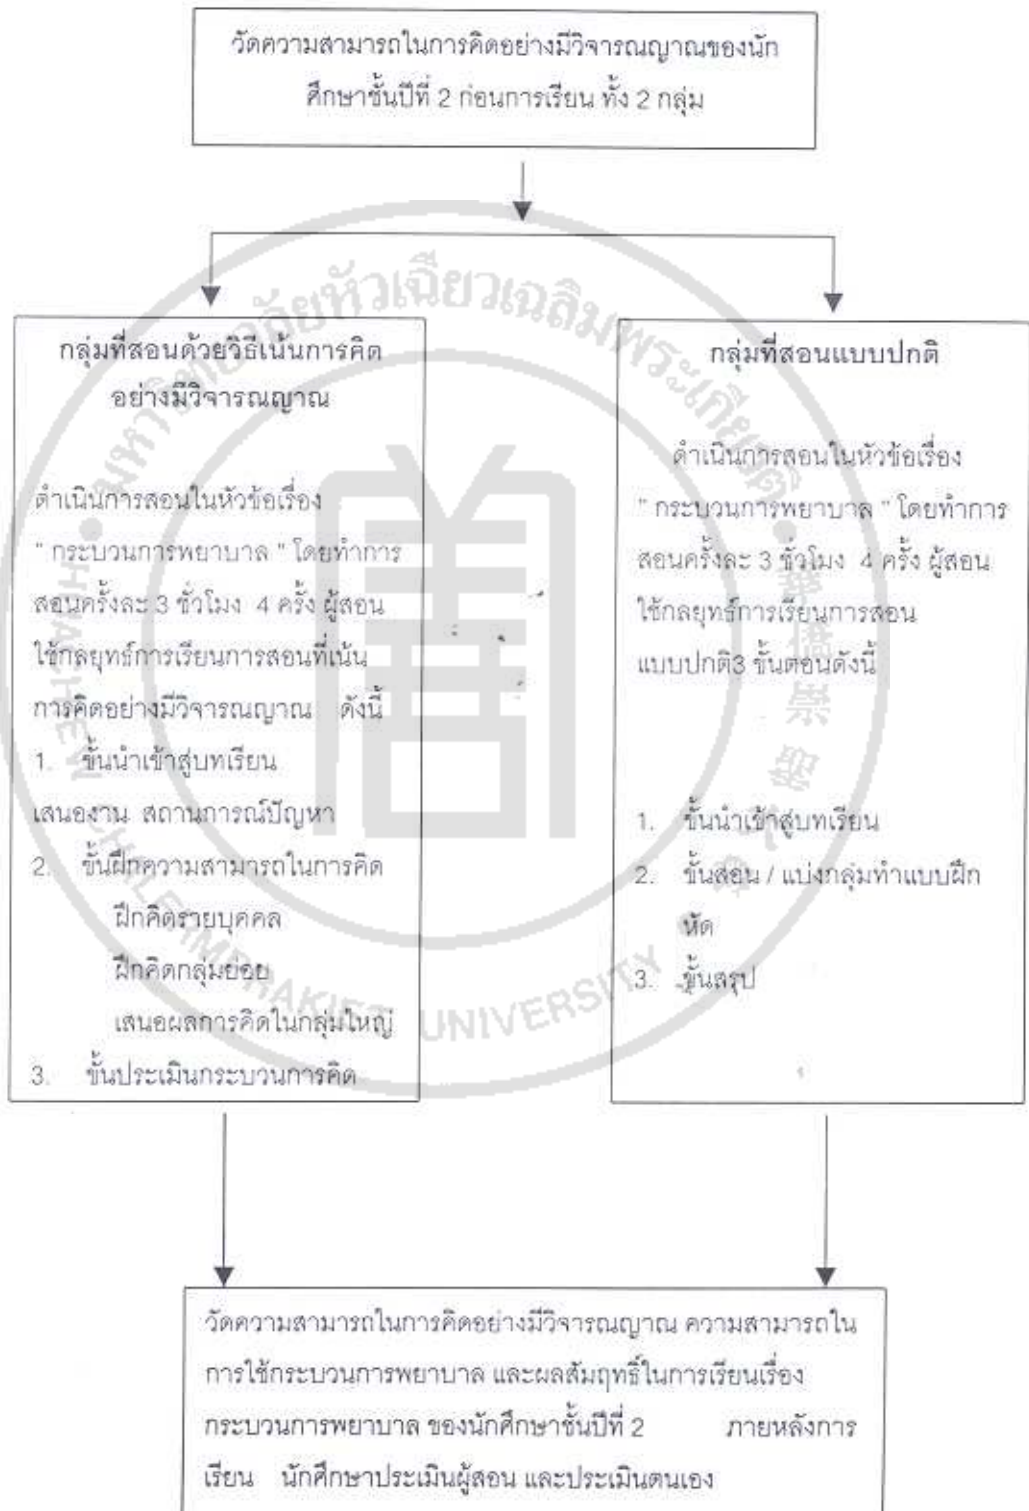 วัดความสามารถในการคิดอย่างมีวิจารณญาณของนัก
ศึกษาชั้นปีที่ 2 ก่อนการเรียน ทั้ง 2 กลุ่ม
กลุ่มที่สอนด้วยวิธีเน้นการคิด
อย่างมีวิจารณญาณ
ดำเนินการสอนในหัวข้อเรื่อง
" กระบวนการพยาบาล " โดยทำการ
สอนครั้งละ 3 ชั่วโมง 4 ครั้ง ผู้สอน
ใช้กลยุทธ์การเรียนการสอนที่เน้น
การคิดอย่างมีวิจารณญาณ ดังนี้
1. ขั้นนำเข้าสู่บทเรียน
เสนองาน สถานการณ์ปัญหา
2. ขั้นฝึกความสามารถในการคิด
ฝึกคิดรายบุคคล
ฝึกคิดกลุ่มย่อย
เสนอผลการคิดในกลุ่มใหญ่
3. ขั้นประเมินกระบวนการคิด
กลุ่มที่สอนแบบปกติ
ดำเนินการสอนในหัวข้อเรื่อง
" กระบวนการพยาบาล " โดยทำการ
สอนครั้งละ 3 ชั่วโมง 4 ครั้ง ผู้สอน
ใช้กลยุทธ์การเรียนการสอน
แบบปกติ3 ขั้นตอนดังนี้
1. ขั้นนำเข้าสู่บทเรียน
2. ขั้นสอน / แบ่งกลุ่มทำแบบฝึก
หัด
3. ขั้นสรุป
วัดความสามารถในการคิดอย่างมีวิจารณญาณ ความสามารถใน
การใช้กระบวนการพยาบาล และผลสัมฤทธิ์ในการเรียนเรื่อง
กระบวนการพยาบาล ของนักศึกษาชั้นปีที่ 2 ภายหลังการ
เรียน นักศึกษาประเมินผู้สอน และประเมินตนเอง
มหาวิทยาลัยหัวเฉียวเฉลิมพระเกียรติ
HUACHIEW CHALERMPRAKIET UNIVERSITY